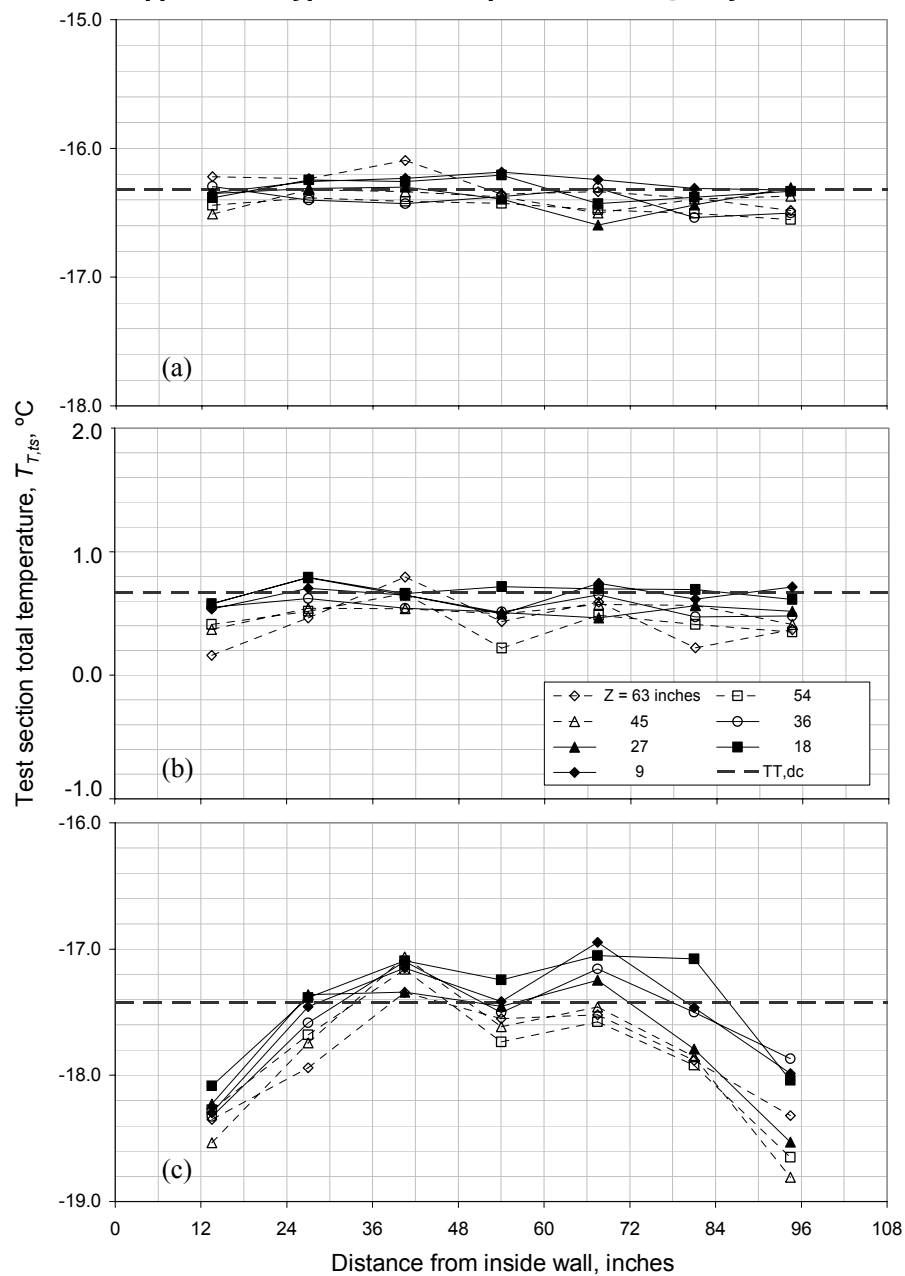 -15.0
-16.0
-17.0
-18.0
(a)
Test section total temperature, T_T,ts, ºC
2.0
1.0
0.0
-1.0
(b)
Z = 63 inches 54
45 36
27 18
9 TT,dc
-16.0
-17.0
-18.0
-19.0
(c)
0 12 24 36 48 60 72 84 96 108
Distance from inside wall, inches